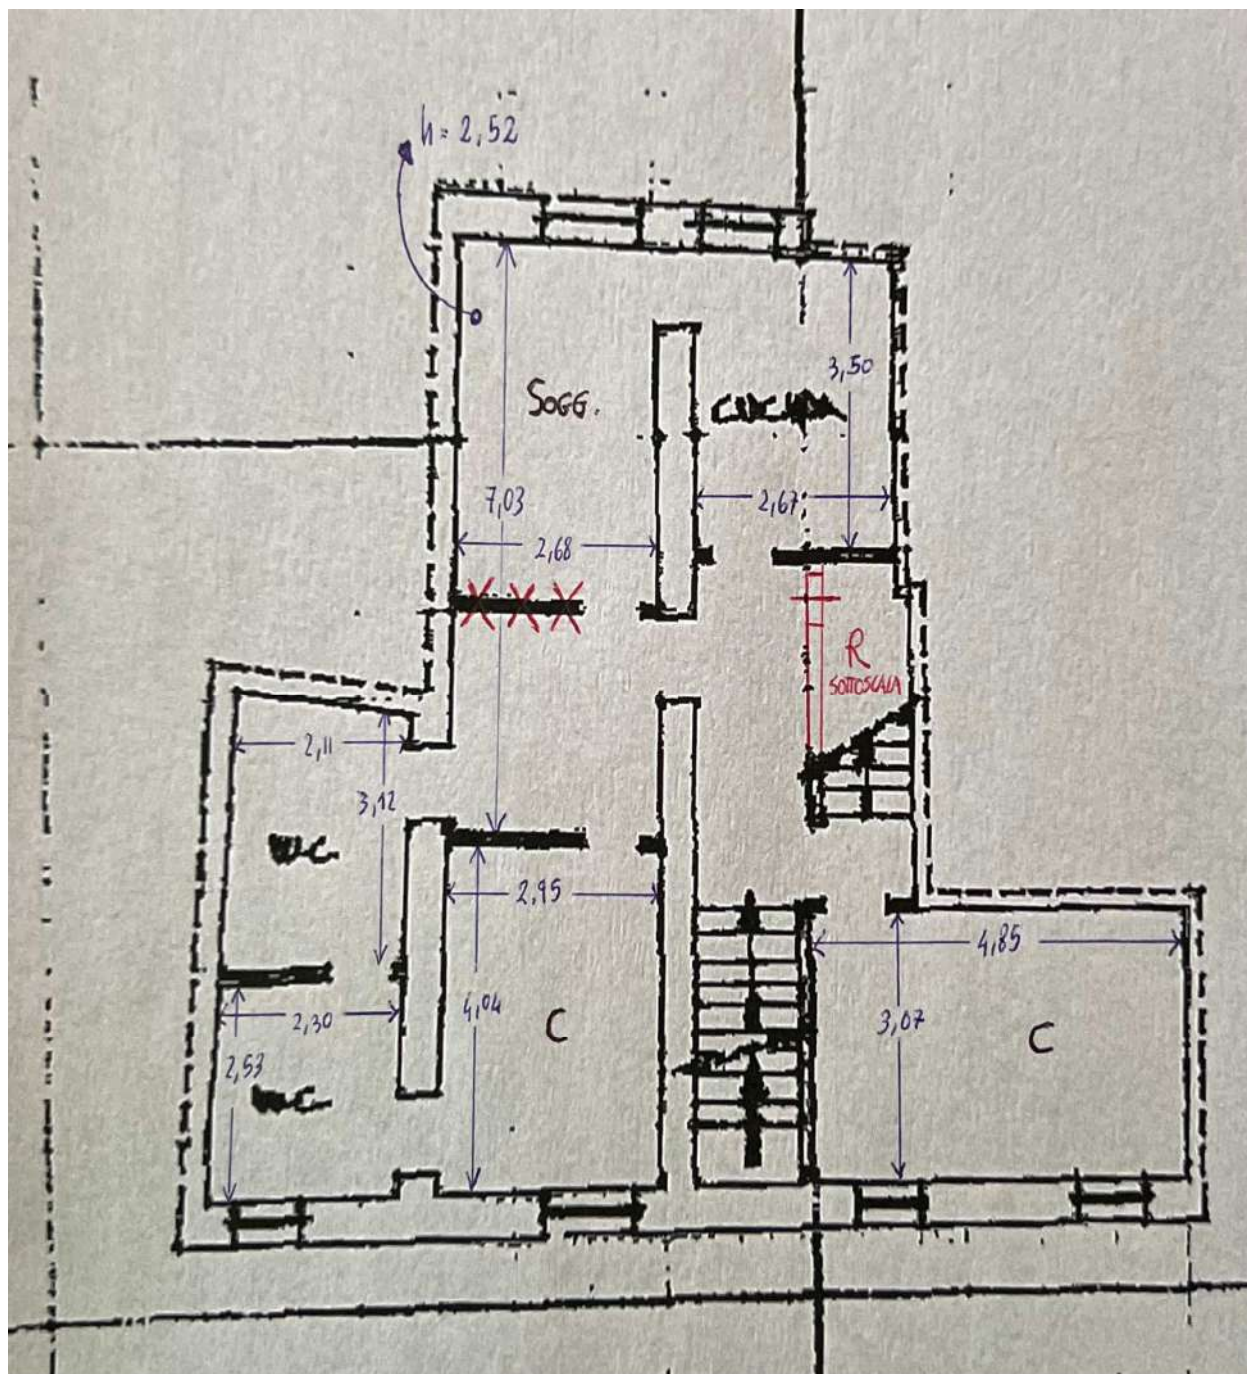 h= 2,52
3,50
SOGG.
CUCINA
7,03
2,67
2,68
R
SOTTOSCALA
2,11
3,12
W.C.
2,95
4,85
2,30
4,04
C
3,07
C
2,53
W.C.